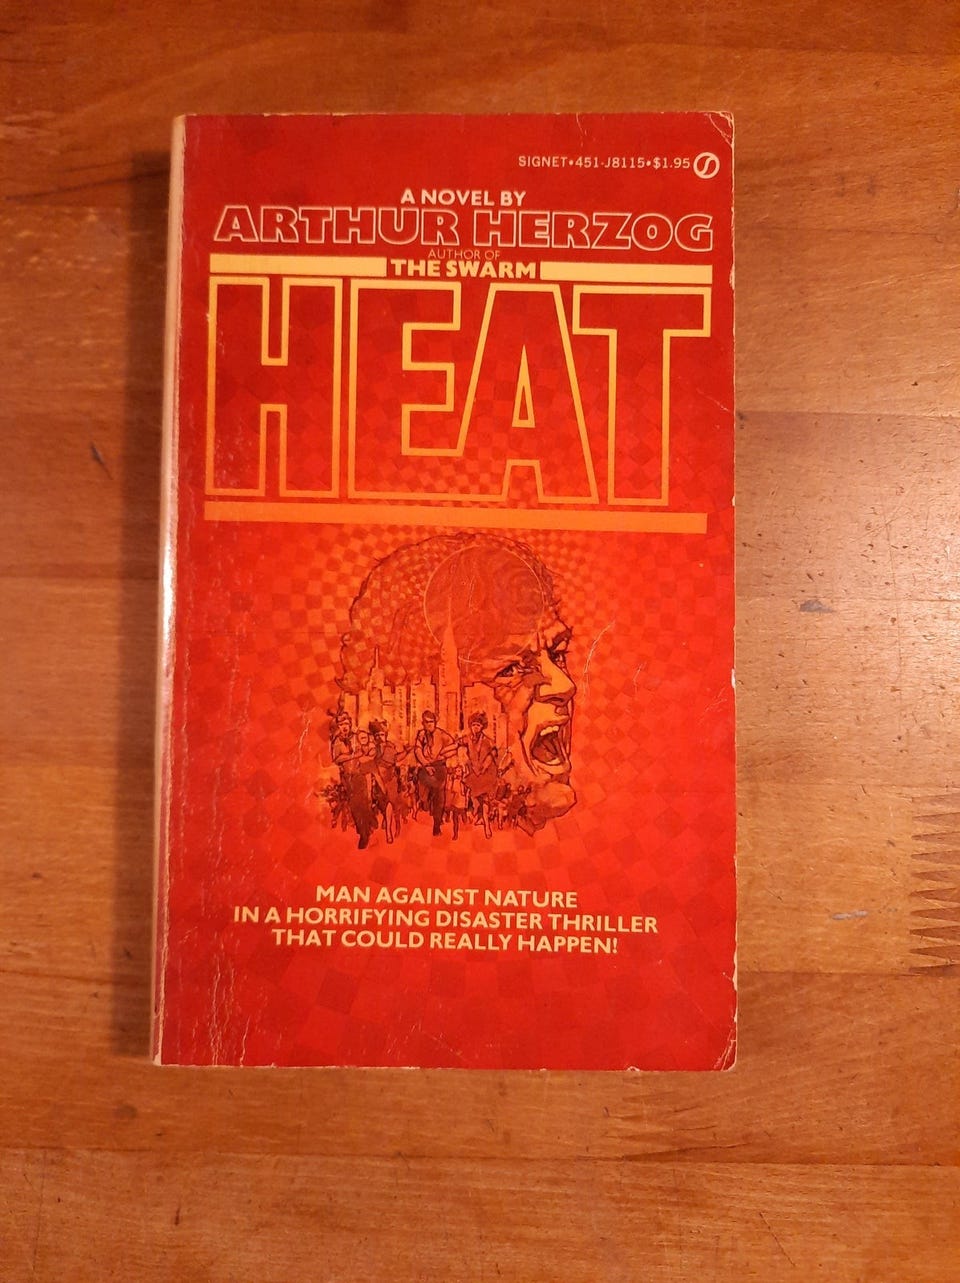 SIGNET•451-J8115•$1.95
A NOVEL BY
ARTHUR HERZOG
AUTHOR OF
THE SWARM
HEAT
MAN AGAINST NATURE
IN A HORRIFYING DISASTER THRILLER
THAT COULD REALLY HAPPEN!